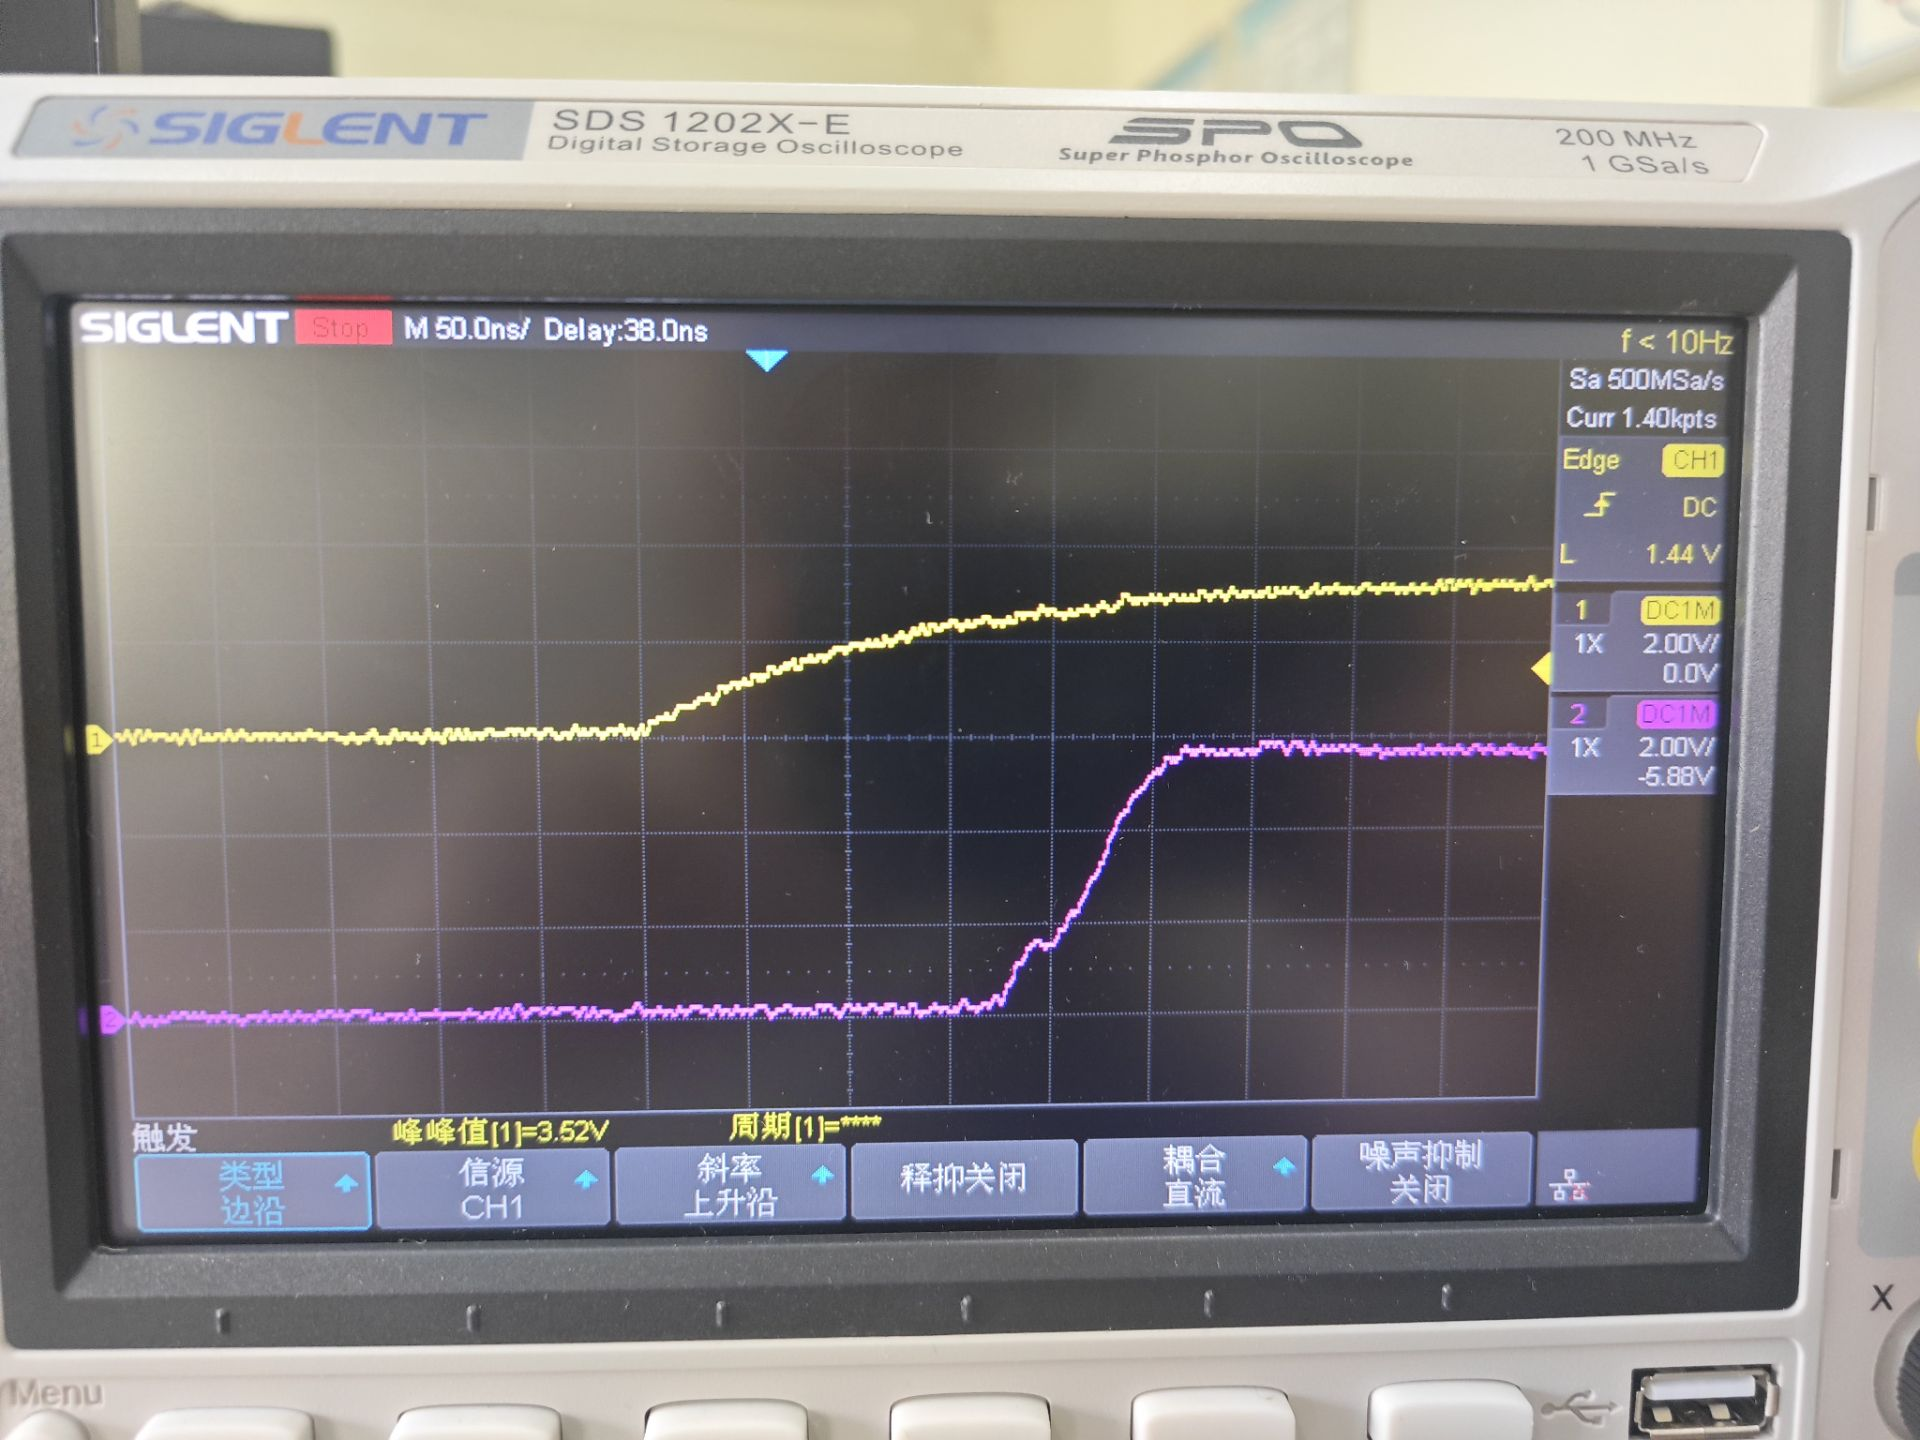 SIGLENT SDS 1202X-E SPO 200 MHz
Digital Storage Oscilloscope Super Phosphor Oscilloscope 1 GSa/s
SIGLENT Stop M 50.0ns/ Delay:38.0ns f < 10Hz
Sa 500MSa/s
Curr 1.40kpts
Edge CH1
DC
L 1.44 V
1 DC1M
1X 2.00V/
0.0V
2 DC1M
1X 2.00V/
-5.88V
1
2
峰峰值[1]=3.52V 周期[1]=****
触发
类型 信源 斜率 释抑关闭 耦合 噪声抑制
边沿 CH1 上升沿 直流 关闭
X
Menu